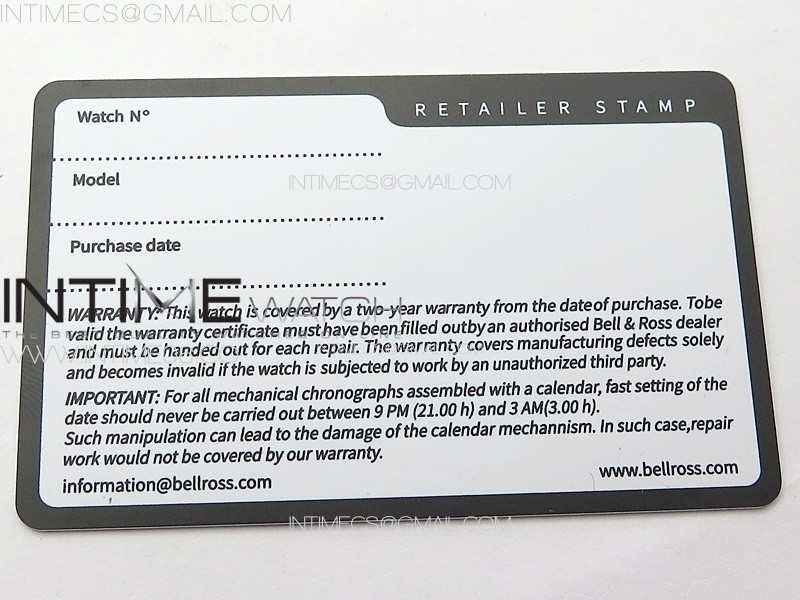 INTIMECS@GMAIL.COM
RETAILER STAMP
Watch Nº
Model
INTIMECS@GMAIL.COM
Purchase date
INTIME WATCH
WARRANTY: This watch is covered by a two-year warranty from the dateof purchase. Tobe
valid the warranty certificate must have been filled outby an authorised Bell & Ross dealer
and must be handed out for each repair. The warranty covers manufacturing defects solely
and becomes invalid if the watch is subjected to work by an unauthorized third party.
IMPORTANT: For all mechanical chronographs assembled with a calendar, fast setting of the
date should never be carried out between 9 PM (21.00 h) and 3 AM(3.00 h).
Such manipulation can lead to the damage of the calendar mechannism. In such case,repair
work would not be covered by our warranty.
information@bellross.com
www.bellross.com
INTIMECS@GMAIL.COM